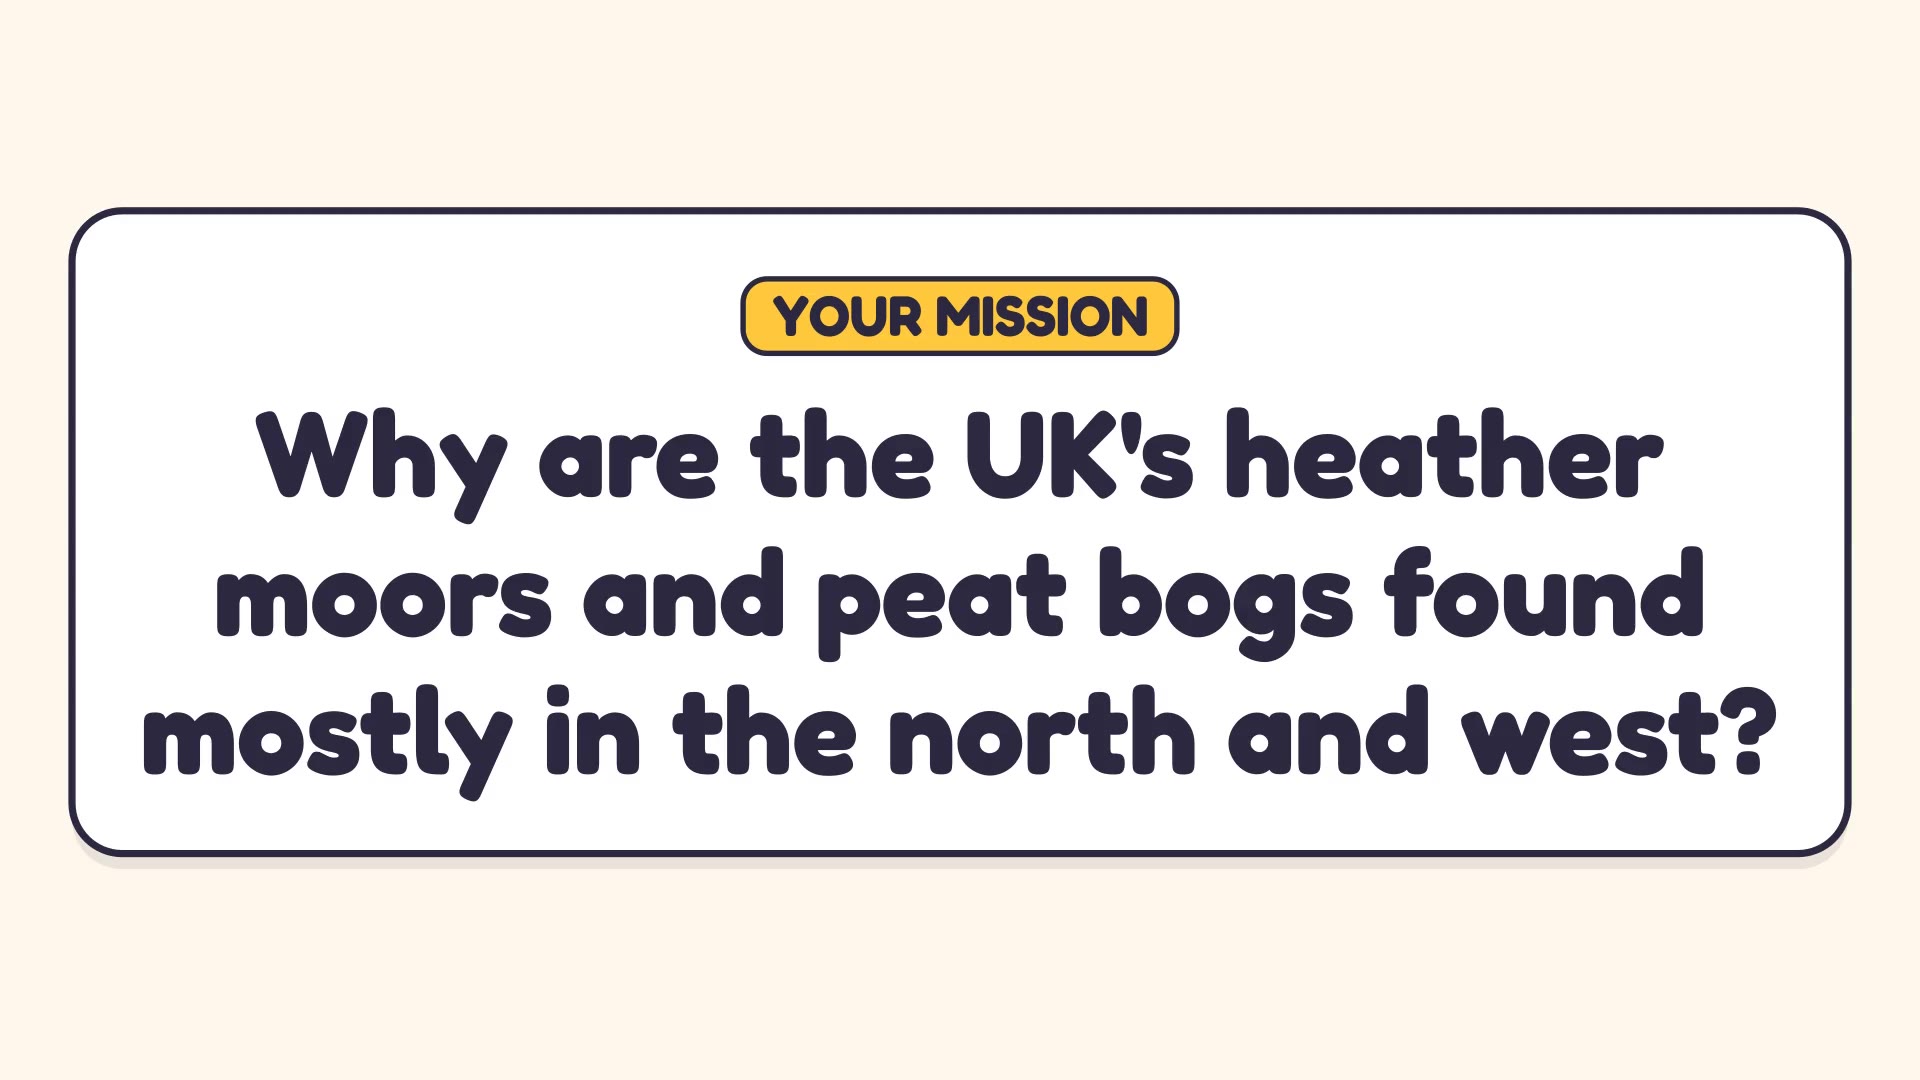 YOUR MISSION
Why are the UK's heather
moors and peat bogs found
mostly in the north and west?